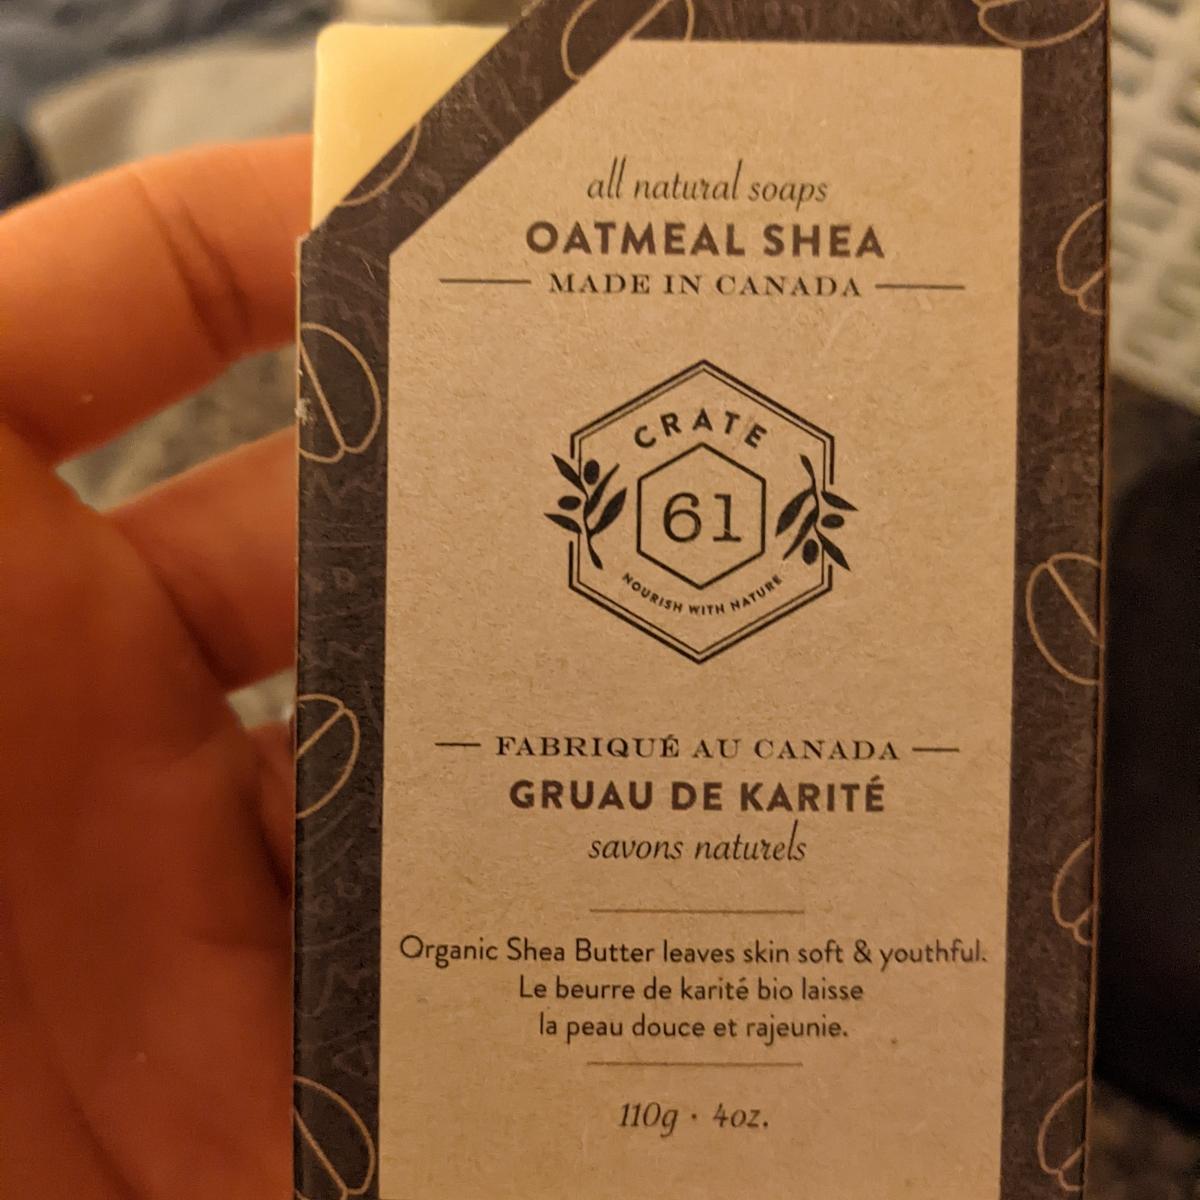 all natural soaps
OATMEAL SHEA
MADE IN CANADA
CRATE
61
NOURISH WITH NATURE
FABRIQUÉ AU CANADA
GRUAU DE KARITÉ
savons naturels
Organic Shea Butter leaves skin soft & youthful.
Le beurre de karité bio laisse
la peau douce et rajeunie.
110g · 4oz.